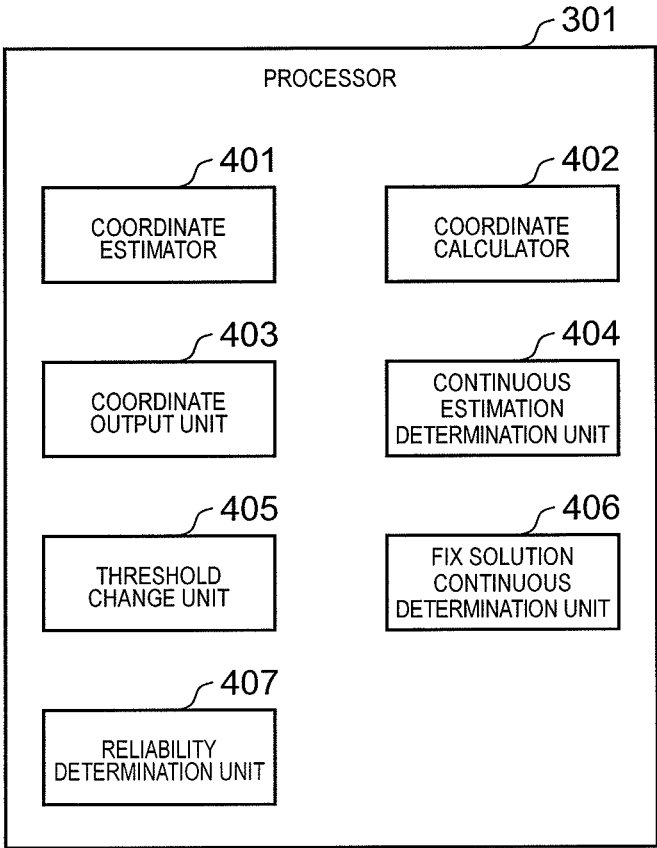 301
PROCESSOR
401
COORDINATE
ESTIMATOR
402
COORDINATE
CALCULATOR
403
COORDINATE
OUTPUT UNIT
404
CONTINUOUS
ESTIMATION
DETERMINATION UNIT
405
THRESHOLD
CHANGE UNIT
406
FIX SOLUTION
CONTINUOUS
DETERMINATION UNIT
407
RELIABILITY
DETERMINATION UNIT